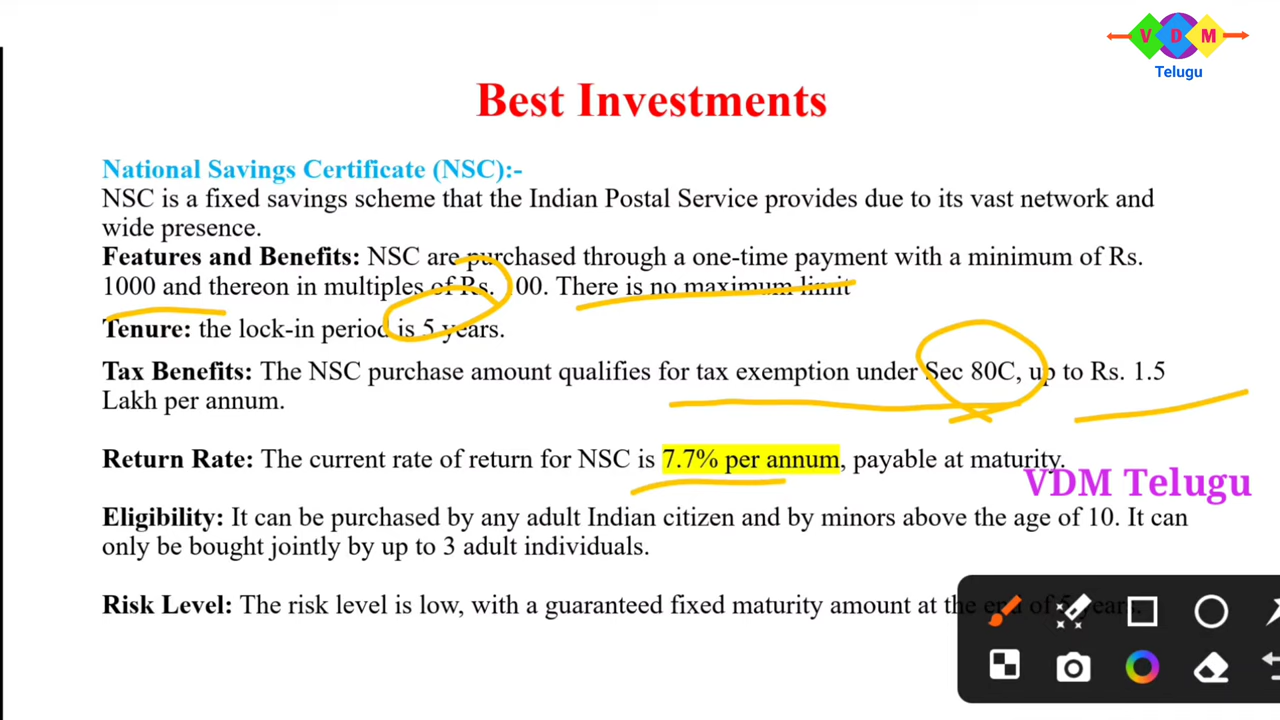 V D M
Telugu
Best Investments
National Savings Certificate (NSC):-
NSC is a fixed savings scheme that the Indian Postal Service provides due to its vast network and
wide presence.
Features and Benefits: NSC are purchased through a one-time payment with a minimum of Rs.
1000 and thereon in multiples of Rs. 100. There is no maximum limit
Tenure: the lock-in period is 5 years.
Tax Benefits: The NSC purchase amount qualifies for tax exemption under Sec 80C, up to Rs. 1.5
Lakh per annum.
Return Rate: The current rate of return for NSC is 7.7% per annum, payable at maturity.
VDM Telugu
Eligibility: It can be purchased by any adult Indian citizen and by minors above the age of 10. It can
only be bought jointly by up to 3 adult individuals.
Risk Level: The risk level is low, with a guaranteed fixed maturity amount at the end of 5 years.